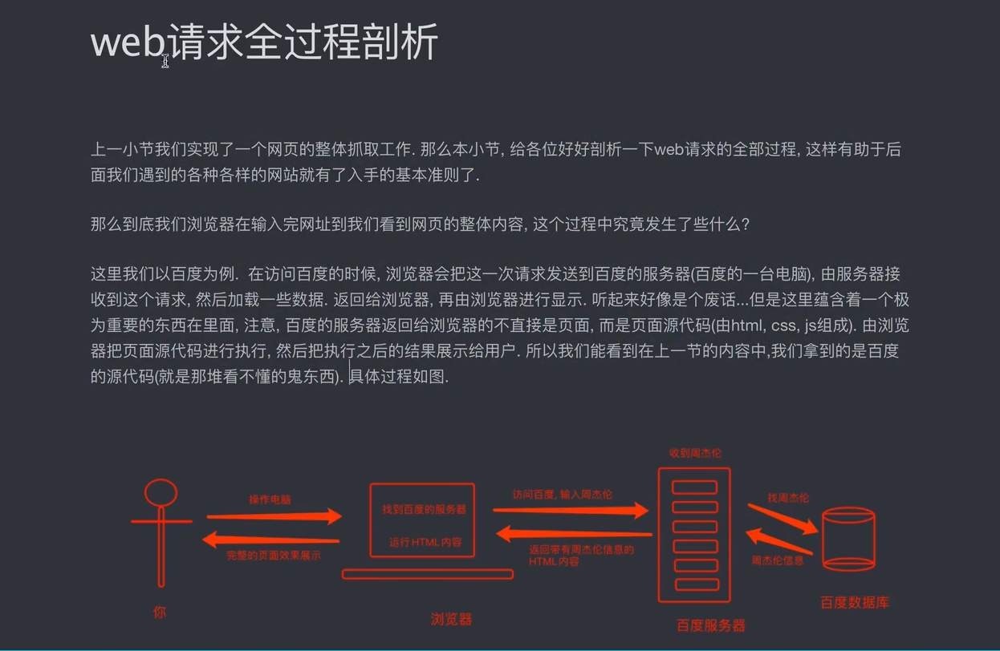 web请求全过程剖析
上一小节我们实现了一个网页的整体抓取工作. 那么本小节, 给各位好好剖析一下web请求的全部过程, 这样有助于后
面我们遇到的各种各样的网站就有了入手的基本准则了.
那么到底我们浏览器在输入完网址到我们看到网页的整体内容, 这个过程中究竟发生了些什么?
这里我们以百度为例. 在访问百度的时候, 浏览器会把这一次请求发送到百度的服务器(百度的一台电脑), 由服务器接
收到这个请求, 然后加载一些数据. 返回给浏览器, 再由浏览器进行显示. 听起来好像是个废话...但是这里蕴含着一个极
为重要的东西在里面, 注意, 百度的服务器返回给浏览器的不直接是页面, 而是页面源代码(由html, css, js组成). 由浏览
器把页面源代码进行执行, 然后把执行之后的结果展示给用户. 所以我们能看到在上一节的内容中,我们拿到的是百度
的源代码(就是那堆看不懂的鬼东西). 具体过程如图.
收到周杰伦
操作电脑
访问百度, 输入周杰伦
找周杰伦
找到百度的服务器
运行HTML内容
完整的页面效果展示
返回带有周杰伦信息的
HTML内容
周杰伦信息
你
浏览器
百度服务器
百度数据库